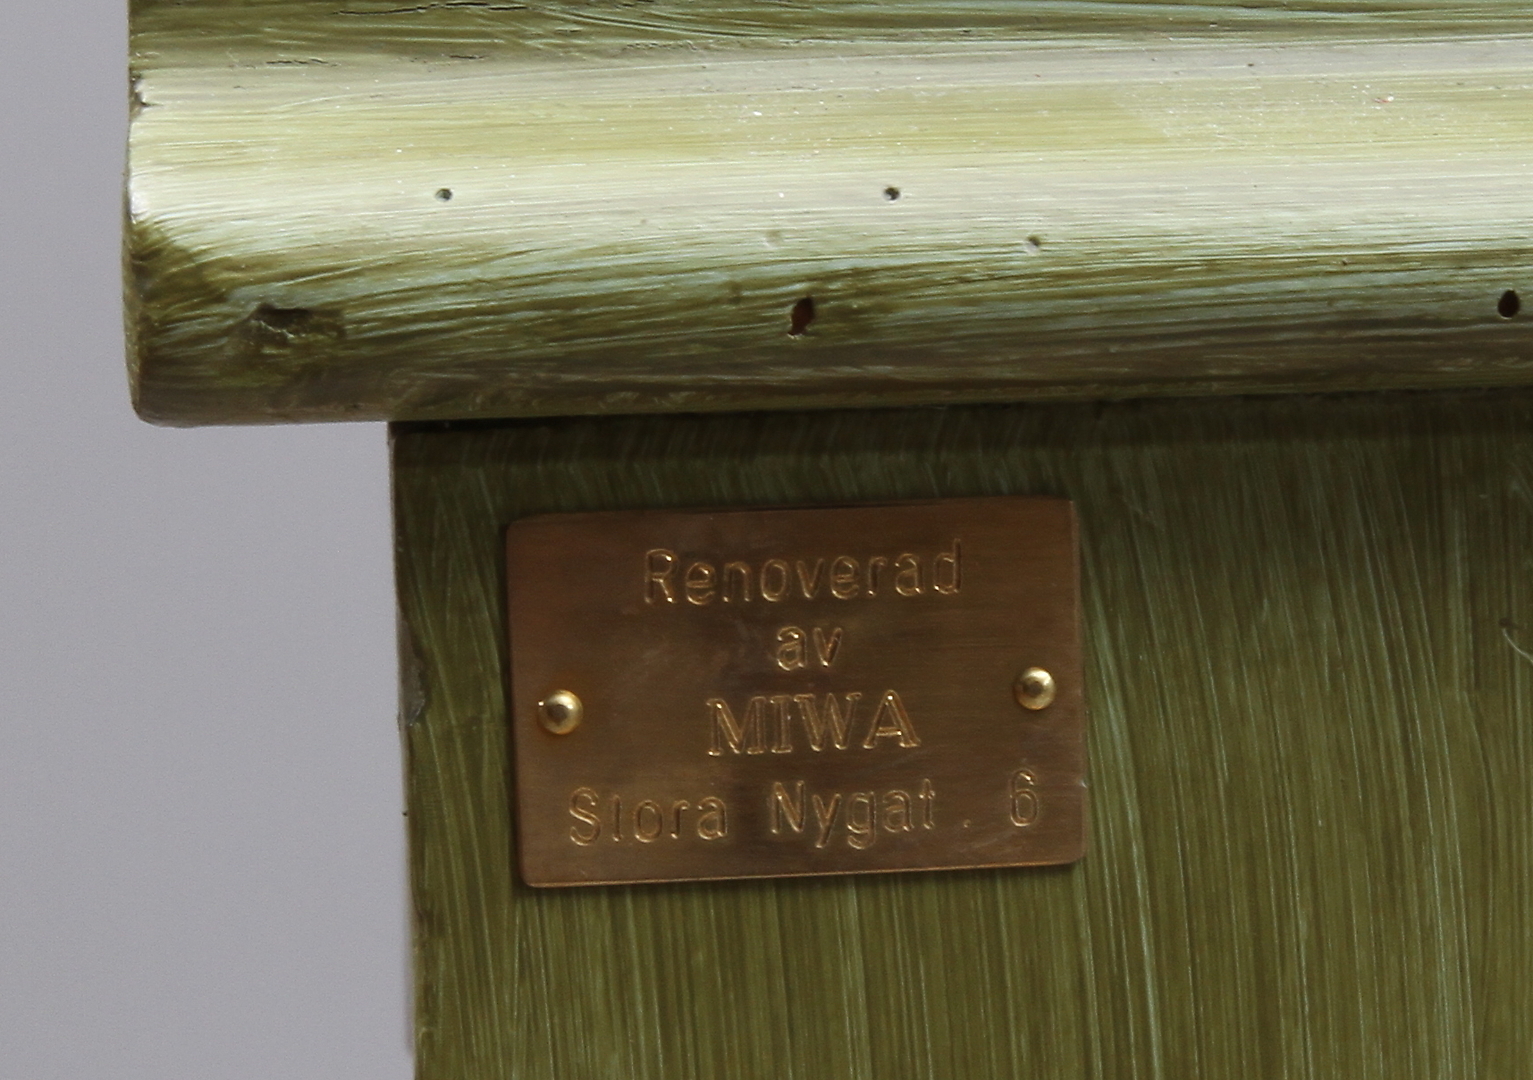 Renoverad
av
MIWA
Stora Nygat. 6